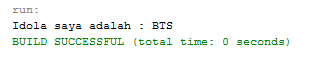 run:
Idola saya adalah : BTS
BUILD SUCCESSFUL (total time: 0 seconds)